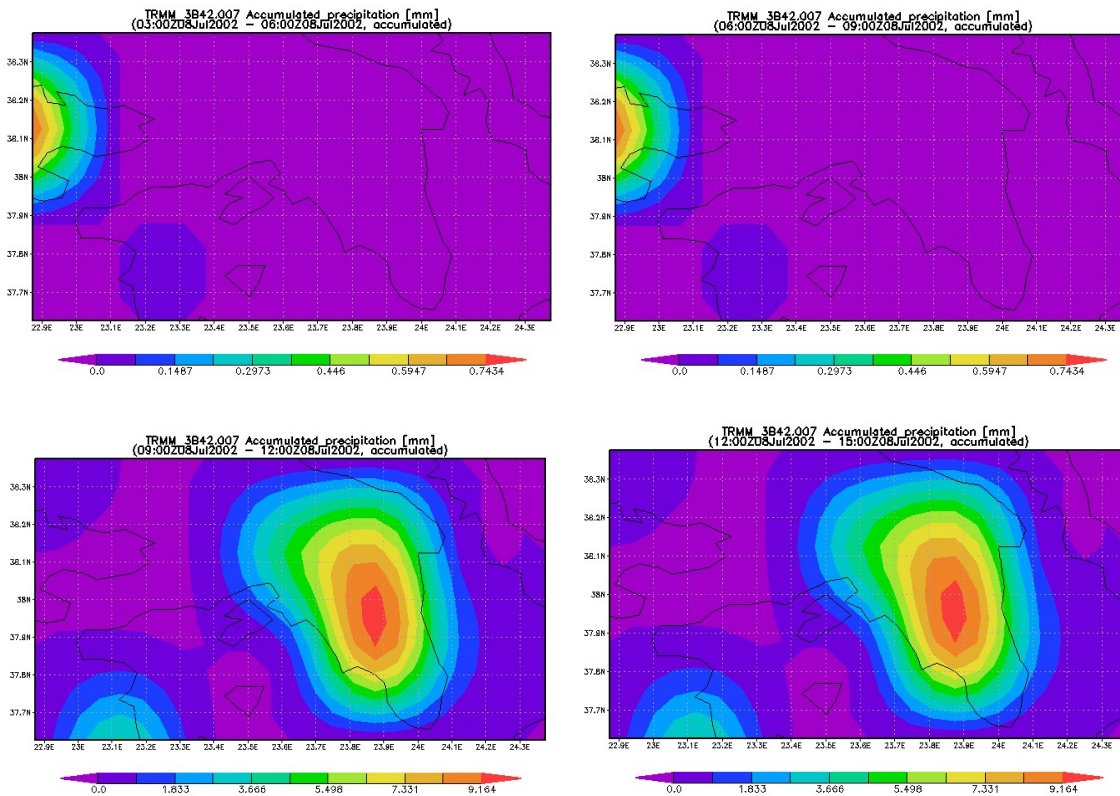 TRMM_3B42.007 Accumulated precipitation [mm]
(03:00Z08Jul2002 – 06:00Z08Jul2002, accumulated)
38.3N
38.2N
38.1N
38N
37.9N
37.8N
37.7N
22.9E 23E 23.1E 23.2E 23.3E 23.4E 23.5E 23.6E 23.7E 23.8E 23.9E 24E 24.1E 24.2E 24.3E
0.0 0.1487 0.2973 0.446 0.5947 0.7434
TRMM_3B42.007 Accumulated precipitation [mm]
(06:00Z08Jul2002 – 09:00Z08Jul2002, accumulated)
38.3N
38.2N
38.1N
38N
37.9N
37.8N
37.7N
22.9E 23E 23.1E 23.2E 23.3E 23.4E 23.5E 23.6E 23.7E 23.8E 23.9E 24E 24.1E 24.2E 24.3E
0.0 0.1487 0.2973 0.446 0.5947 0.7434
TRMM_3B42.007 Accumulated precipitation [mm]
(09:00Z08Jul2002 – 12:00Z08Jul2002, accumulated)
38.3N
38.2N
38.1N
38N
37.9N
37.8N
37.7N
22.9E 23E 23.1E 23.2E 23.3E 23.4E 23.5E 23.6E 23.7E 23.8E 23.9E 24E 24.1E 24.2E 24.3E
0.0 1.833 3.666 5.498 7.331 9.164
TRMM_3B42.007 Accumulated precipitation [mm]
(12:00Z08Jul2002 – 15:00Z08Jul2002, accumulated)
38.3N
38.2N
38.1N
38N
37.9N
37.8N
37.7N
22.9E 23E 23.1E 23.2E 23.3E 23.4E 23.5E 23.6E 23.7E 23.8E 23.9E 24E 24.1E 24.2E 24.3E
0.0 1.833 3.666 5.498 7.331 9.164